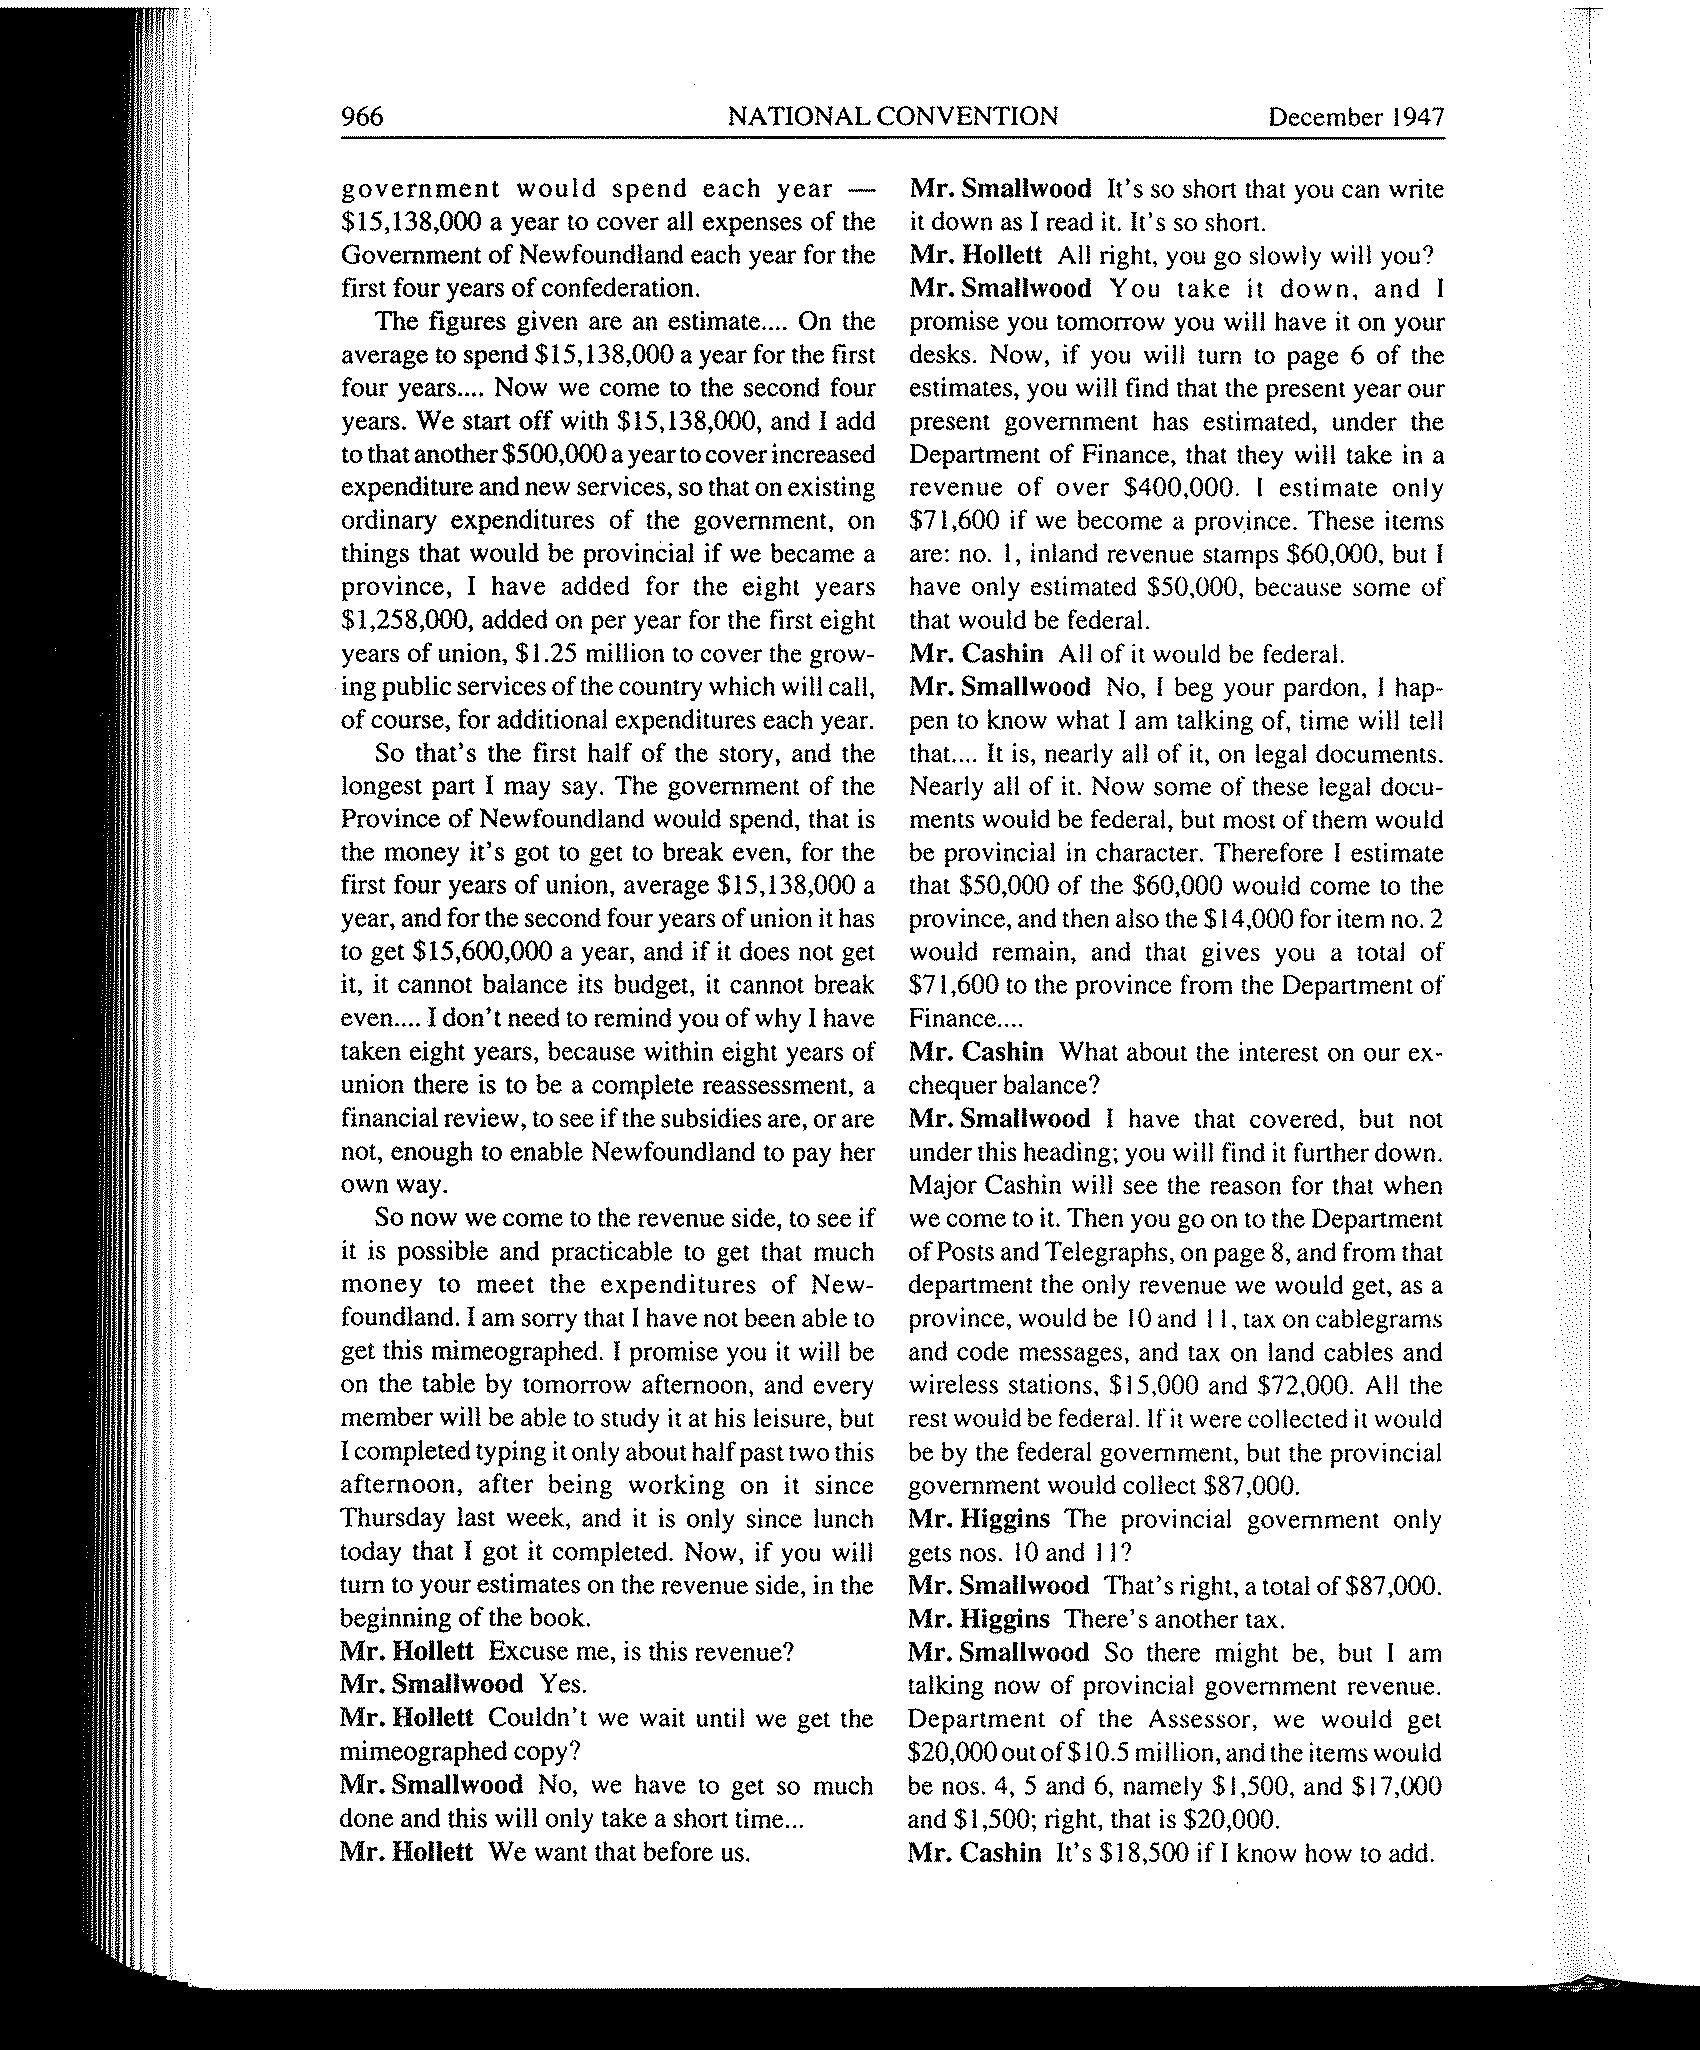 966 NATIONAL CONVENTION December 1947
government would spend each year —
$15,138,000 a year to cover all expenses of the
Government of Newfoundland each year for the
first four years of confederation.
The figures given are an estimate.... On the
average to spend $15,138,000 a year for the first
four years.... Now we come to the second four
years. We start off with $15,138,000, and I add
to that another $500,000 a year to cover increased
expenditure and new services, so that on existing
ordinary expenditures of the government, on
things that would be provincial if we became a
province, I have added for the eight years
$1,258,000, added on per year for the first eight
years of union, $1.25 million to cover the grow-
ing public services of the country which will call,
of course, for additional expenditures each year.
So that's the first half of the story, and the
longest part I may say. The government of the
Province of Newfoundland would spend, that is
the money it's got to get to break even, for the
first four years of union, average $15,138,000 a
year, and for the second four years of union it has
to get $15,600,000 a year, and if it does not get
it, it cannot balance its budget, it cannot break
even.... I don't need to remind you of why I have
taken eight years, because within eight years of
union there is to be a complete reassessment, a
financial review, to see if the subsidies are, or are
not, enough to enable Newfoundland to pay her
own way.
So now we come to the revenue side, to see if
it is possible and practicable to get that much
money to meet the expenditures of New-
foundland. I am sorry that I have not been able to
get this mimeographed. I promise you it will be
on the table by tomorrow afternoon, and every
member will be able to study it at his leisure, but
I completed typing it only about half past two this
afternoon, after being working on it since
Thursday last week, and it is only since lunch
today that I got it completed. Now, if you will
turn to your estimates on the revenue side, in the
beginning of the book.
Mr. Hollett Excuse me, is this revenue?
Mr. Smallwood Yes.
Mr. Hollett Couldn't we wait until we get the
mimeographed copy?
Mr. Smallwood No, we have to get so much
done and this will only take a short time...
Mr. Hollett We want that before us.
Mr. Smallwood It's so short that you can write
it down as I read it. It's so short.
Mr. Hollett All right, you go slowly will you?
Mr. Smallwood You take it down, and I
promise you tomorrow you will have it on your
desks. Now, if you will turn to page 6 of the
estimates, you will find that the present year our
present government has estimated, under the
Department of Finance, that they will take in a
revenue of over $400,000. I estimate only
$71,600 if we become a province. These items
are: no. 1, inland revenue stamps $60,000, but I
have only estimated $50,000, because some of
that would be federal.
Mr. Cashin All of it would be federal.
Mr. Smallwood No, I beg your pardon, I hap-
pen to know what I am talking of, time will tell
that.... It is, nearly all of it, on legal documents.
Nearly all of it. Now some of these legal docu-
ments would be federal, but most of them would
be provincial in character. Therefore I estimate
that $50,000 of the $60,000 would come to the
province, and then also the $14,000 for item no. 2
would remain, and that gives you a total of
$71,600 to the province from the Department of
Finance....
Mr. Cashin What about the interest on our ex-
chequer balance?
Mr. Smallwood I have that covered, but not
under this heading; you will find it further down.
Major Cashin will see the reason for that when
we come to it. Then you go on to the Department
of Posts and Telegraphs, on page 8, and from that
department the only revenue we would get, as a
province, would be 10 and 11, tax on cablegrams
and code messages, and tax on land cables and
wireless stations, $15,000 and $72,000. All the
rest would be federal. If it were collected it would
be by the federal government, but the provincial
government would collect $87,000.
Mr. Higgins The provincial government only
gets nos. 10 and 11?
Mr. Smallwood That's right, a total of $87,000.
Mr. Higgins There's another tax.
Mr. Smallwood So there might be, but I am
talking now of provincial government revenue.
Department of the Assessor, we would get
$20,000 out of $10.5 million, and the items would
be nos. 4, 5 and 6, namely $1,500, and $17,000
and $1,500; right, that is $20,000.
Mr. Cashin It's $18,500 if I know how to add.